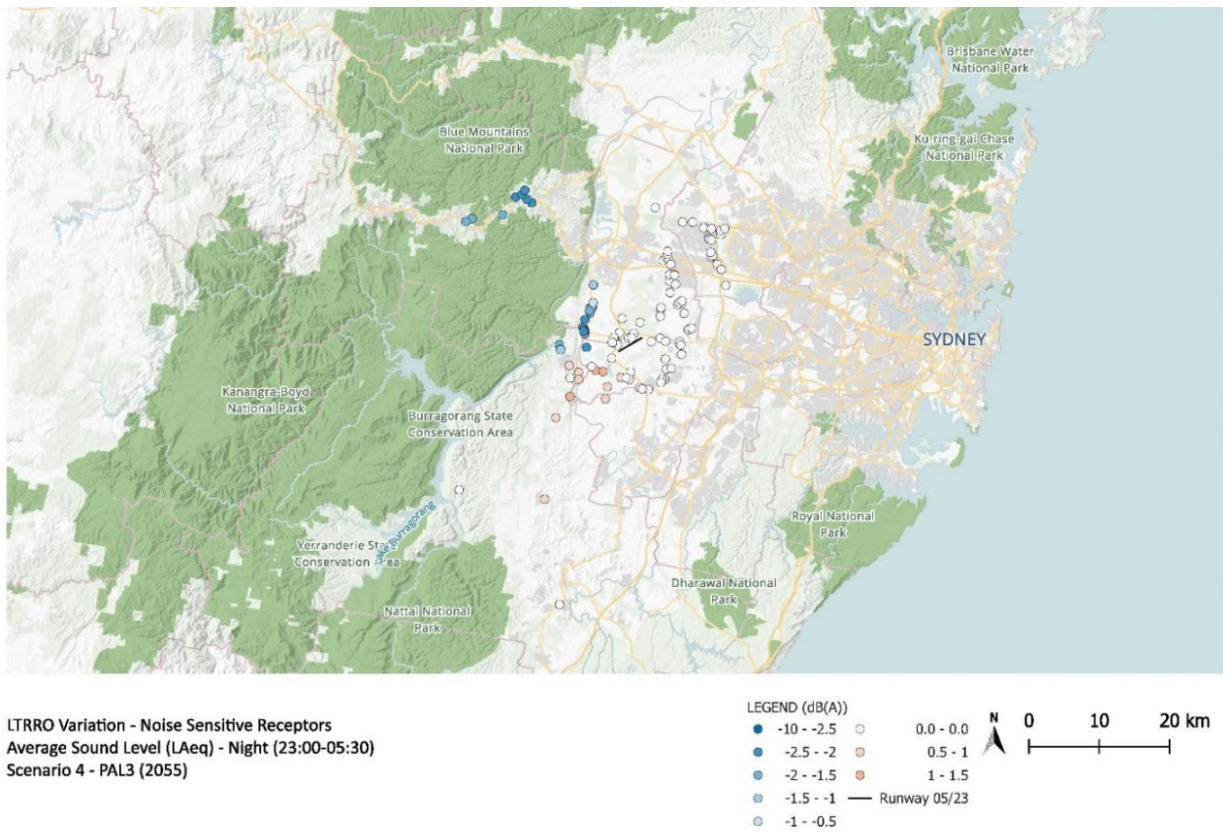 Brisbane Water
National Park
Ku-ring-gai Chase
National Park
Blue Mountains
National Park
SYDNEY
Kanangra-Boyd
National Park
Burragorang State
Conservation Area
Royal National
Park
Yerranderie Sta
Conservation Area
Lake Burragorang
Dharawal National
Park
Nattai National
Park
LTRRO Variation - Noise Sensitive Receptors
Average Sound Level (LAeq) - Night (23:00-05:30)
Scenario 4 - PAL3 (2055)
LEGEND (dB(A))
-10 - -2.5
0.0 - 0.0
-2.5 - -2
0.5 - 1
-2 - -1.5
1 - 1.5
-1.5 - -1
Runway 05/23
-1 - -0.5
N
0 10 20 km